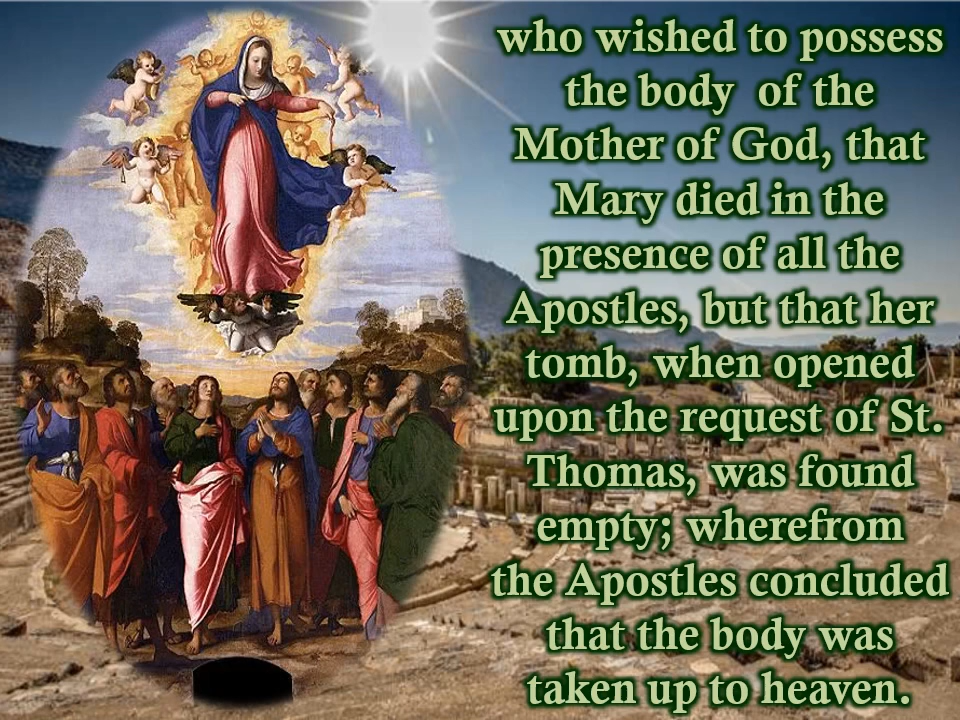 who wished to possess
the body of the
Mother of God, that
Mary died in the
presence of all the
Apostles, but that her
tomb, when opened
upon the request of St.
Thomas, was found
empty; wherefrom
the Apostles concluded
that the body was
taken up to heaven.